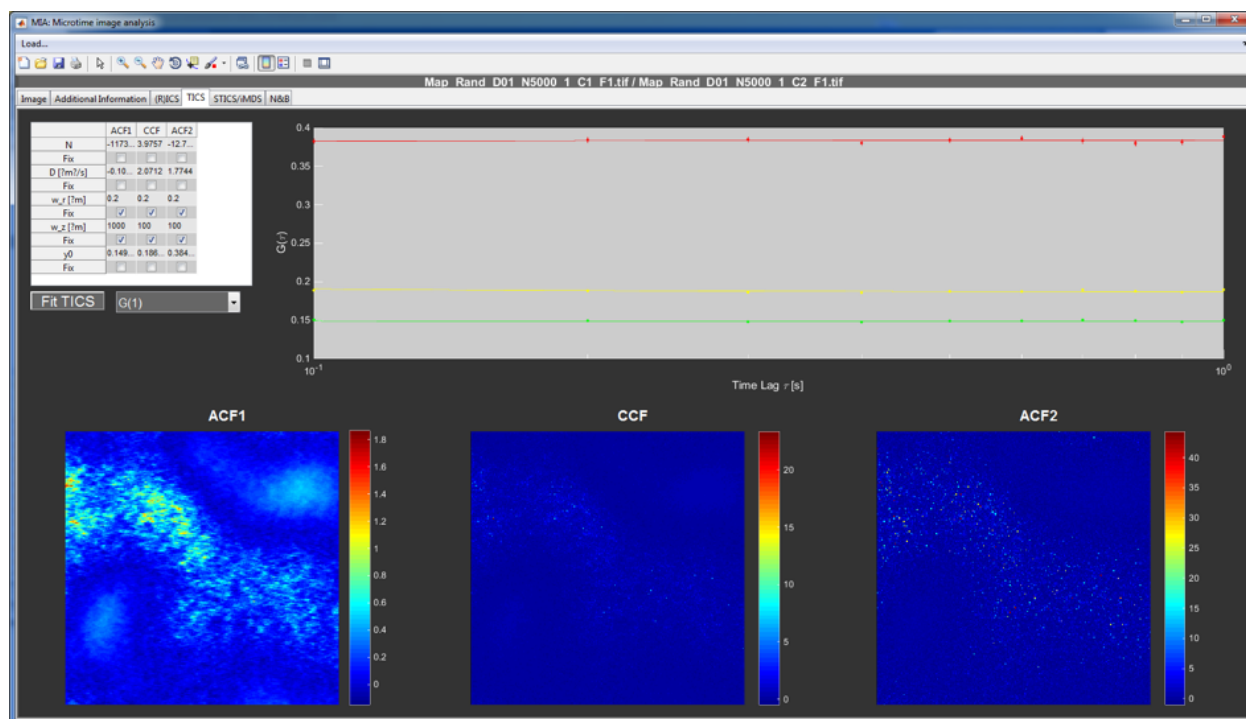 MIA: Microtime image analysis
Load...
Map_Rand_D01_N5000_1_C1_F1.tif / Map_Rand_D01_N5000_1_C2_F1.tif
Image Additional Information (R)ICS TICS STICS/iMDS N&B
ACF1 CCF ACF2
N -1173... 3.9757 -12.7...
Fix
D [?m?/s] -0.10... 2.0712 1.7744
Fix
w_r [?m] 0.2 0.2 0.2
Fix
w_z [?m] 1000 100 100
Fix
y0 0.149... 0.186... 0.384...
Fix
Fit TICS G(1)
0.4
0.35
0.3
0.25
0.2
0.15
0.1
G(τ)
10⁻¹ 10⁰
Time Lag τ [s]
ACF1
1.8
1.6
1.4
1.2
1
0.8
0.6
0.4
0.2
0
CCF
20
15
10
5
0
ACF2
40
35
30
25
20
15
10
5
0